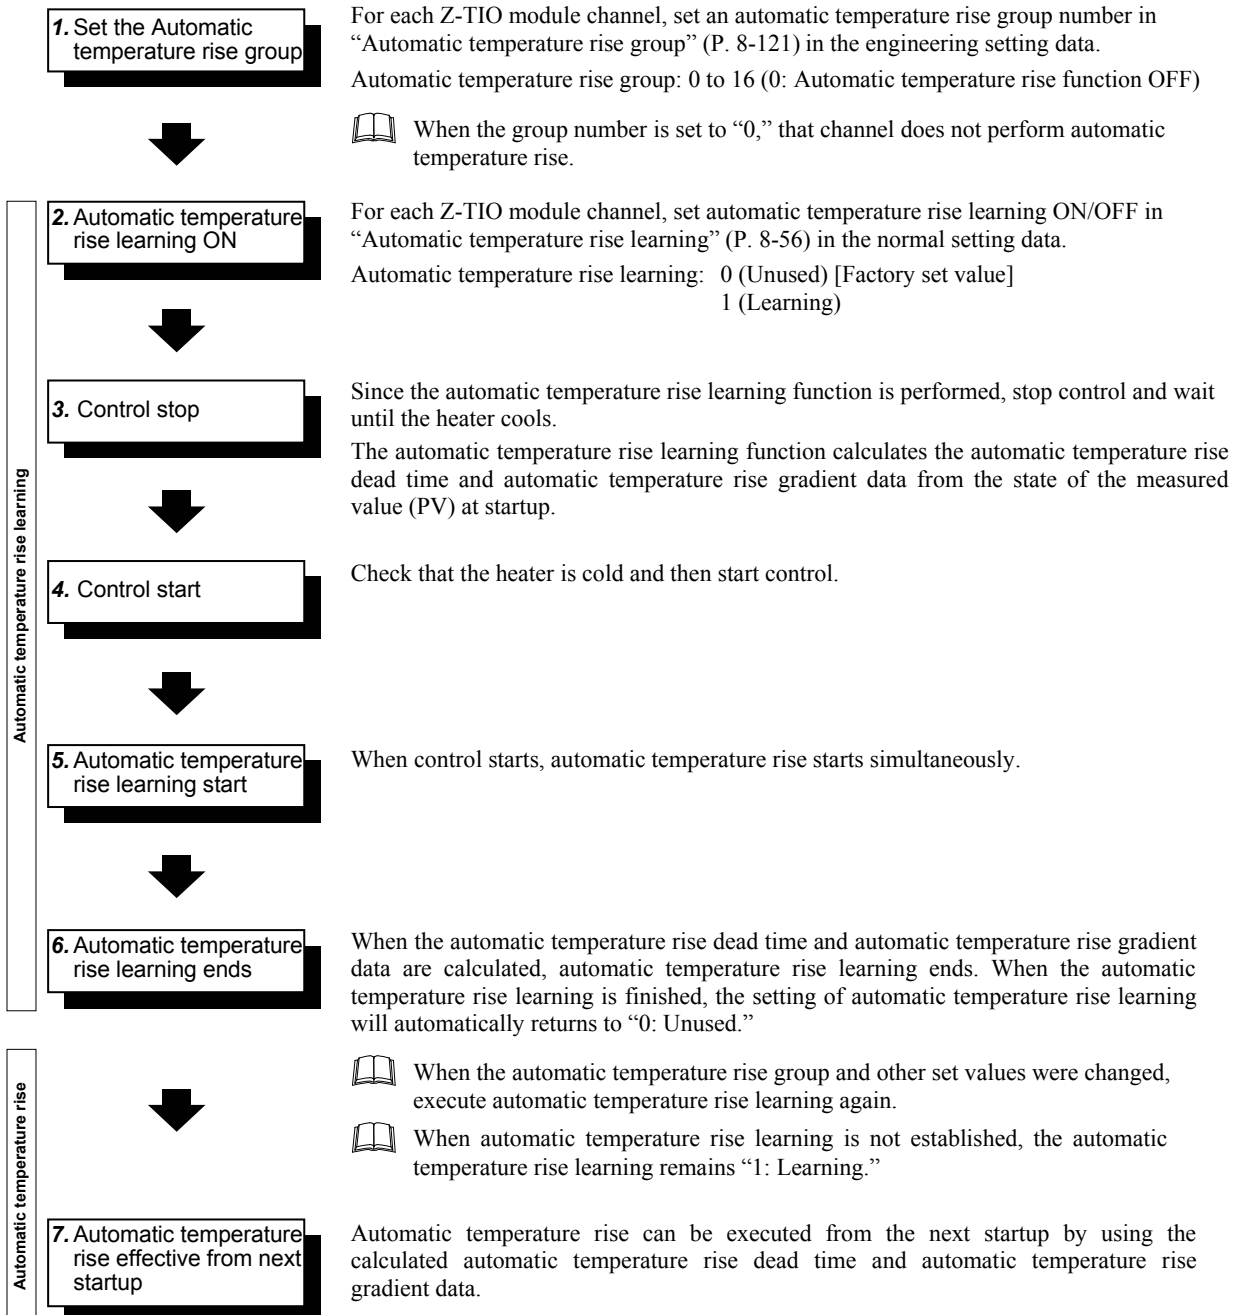 1. Set the Automatic
temperature rise group
For each Z-TIO module channel, set an automatic temperature rise group number in
“Automatic temperature rise group” (P. 8-121) in the engineering setting data.
Automatic temperature rise group: 0 to 16 (0: Automatic temperature rise function OFF)
When the group number is set to “0,” that channel does not perform automatic
temperature rise.
Automatic temperature rise learning
2. Automatic temperature
rise learning ON
For each Z-TIO module channel, set automatic temperature rise learning ON/OFF in
“Automatic temperature rise learning” (P. 8-56) in the normal setting data.
Automatic temperature rise learning: 0 (Unused) [Factory set value]
1 (Learning)
3. Control stop
Since the automatic temperature rise learning function is performed, stop control and wait
until the heater cools.
The automatic temperature rise learning function calculates the automatic temperature rise
dead time and automatic temperature rise gradient data from the state of the measured
value (PV) at startup.
4. Control start
Check that the heater is cold and then start control.
5. Automatic temperature
rise learning start
When control starts, automatic temperature rise starts simultaneously.
6. Automatic temperature
rise learning ends
When the automatic temperature rise dead time and automatic temperature rise gradient
data are calculated, automatic temperature rise learning ends. When the automatic
temperature rise learning is finished, the setting of automatic temperature rise learning
will automatically returns to “0: Unused.”
Automatic temperature rise
When the automatic temperature rise group and other set values were changed,
execute automatic temperature rise learning again.
When automatic temperature rise learning is not established, the automatic
temperature rise learning remains “1: Learning.”
7. Automatic temperature
rise effective from next
startup
Automatic temperature rise can be executed from the next startup by using the
calculated automatic temperature rise dead time and automatic temperature rise
gradient data.